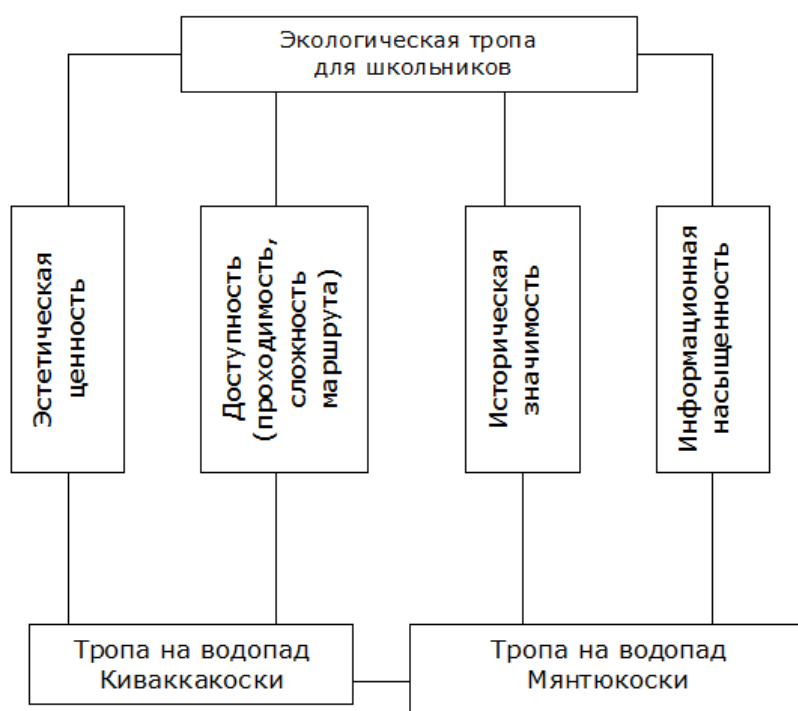 Экологическая тропа
для школьников
Эстетическая
ценность
Доступность
(проходимость,
сложность
маршрута)
Историческая
значимость
Информационная
насыщенность
Тропа на водопад
Киваккакоски
Тропа на водопад
Мянтюкоски